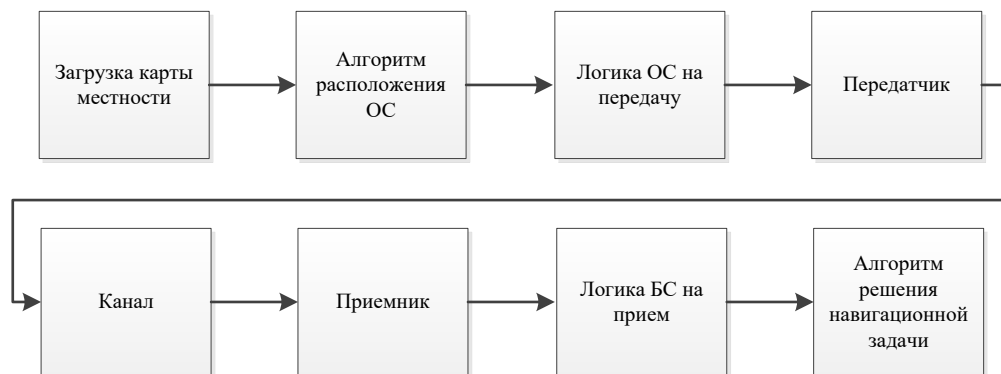 Загрузка карты
местности
Алгоритм
расположения
ОС
Логика ОС на
передачу
Передатчик
Канал
Приемник
Логика БС на
прием
Алгоритм
решения
навигационной
задачи